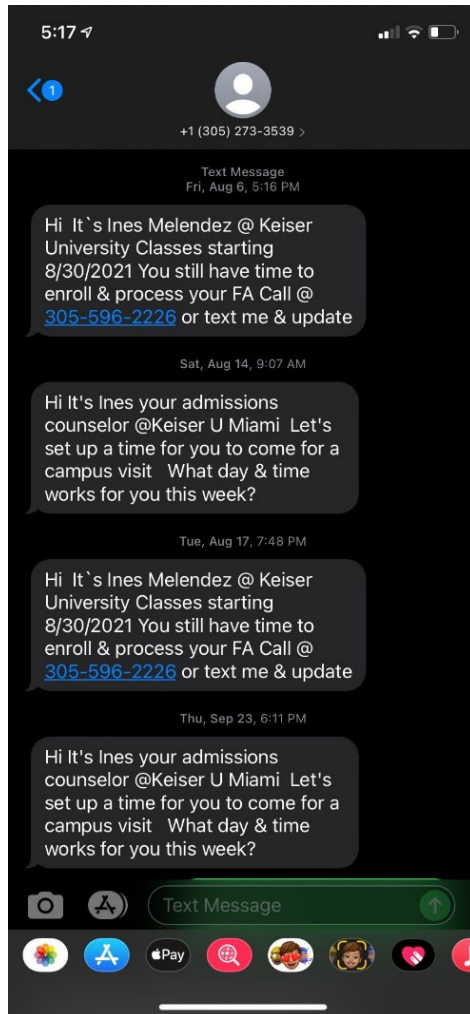 5:17
1
+1 (305) 273-3539 >
Text Message
Fri, Aug 6, 5:16 PM
Hi  It`s Ines Melendez @ Keiser
University Classes starting
8/30/2021 You still have time to
enroll & process your FA Call @
305-596-2226 or text me & update
Sat, Aug 14, 9:07 AM
Hi It's Ines your admissions
counselor @Keiser U Miami  Let's
set up a time for you to come for a
campus visit   What day & time
works for you this week?
Tue, Aug 17, 7:48 PM
Hi  It`s Ines Melendez @ Keiser
University Classes starting
8/30/2021 You still have time to
enroll & process your FA Call @
305-596-2226 or text me & update
Thu, Sep 23, 6:11 PM
Hi It's Ines your admissions
counselor @Keiser U Miami  Let's
set up a time for you to come for a
campus visit   What day & time
works for you this week?
Text Message
Pay